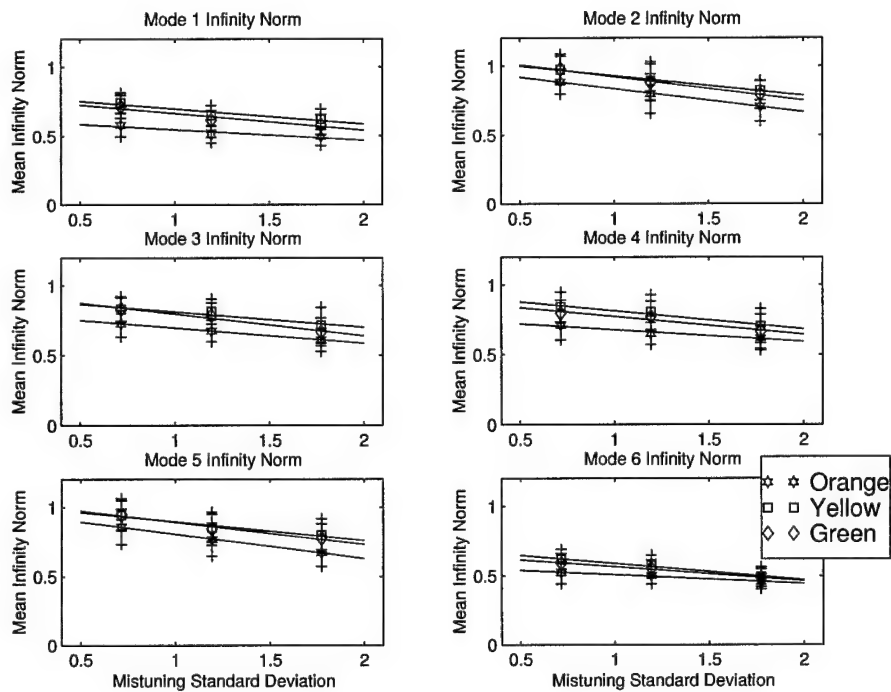 Mode 1 Infinity Norm
Mean Infinity Norm
1
0.5
0
0.5 1 1.5 2
Mode 2 Infinity Norm
Mean Infinity Norm
1
0.5
0
0.5 1 1.5 2
Mode 3 Infinity Norm
Mean Infinity Norm
1
0.5
0
0.5 1 1.5 2
Mode 4 Infinity Norm
Mean Infinity Norm
1
0.5
0
0.5 1 1.5 2
Mode 5 Infinity Norm
Mean Infinity Norm
1
0.5
0
0.5 1 1.5 2
Mistuning Standard Deviation
Mode 6 Infinity Norm
Mean Infinity Norm
1
0.5
0
0.5 1 1.5 2
Mistuning Standard Deviation
Orange
Yellow
Green